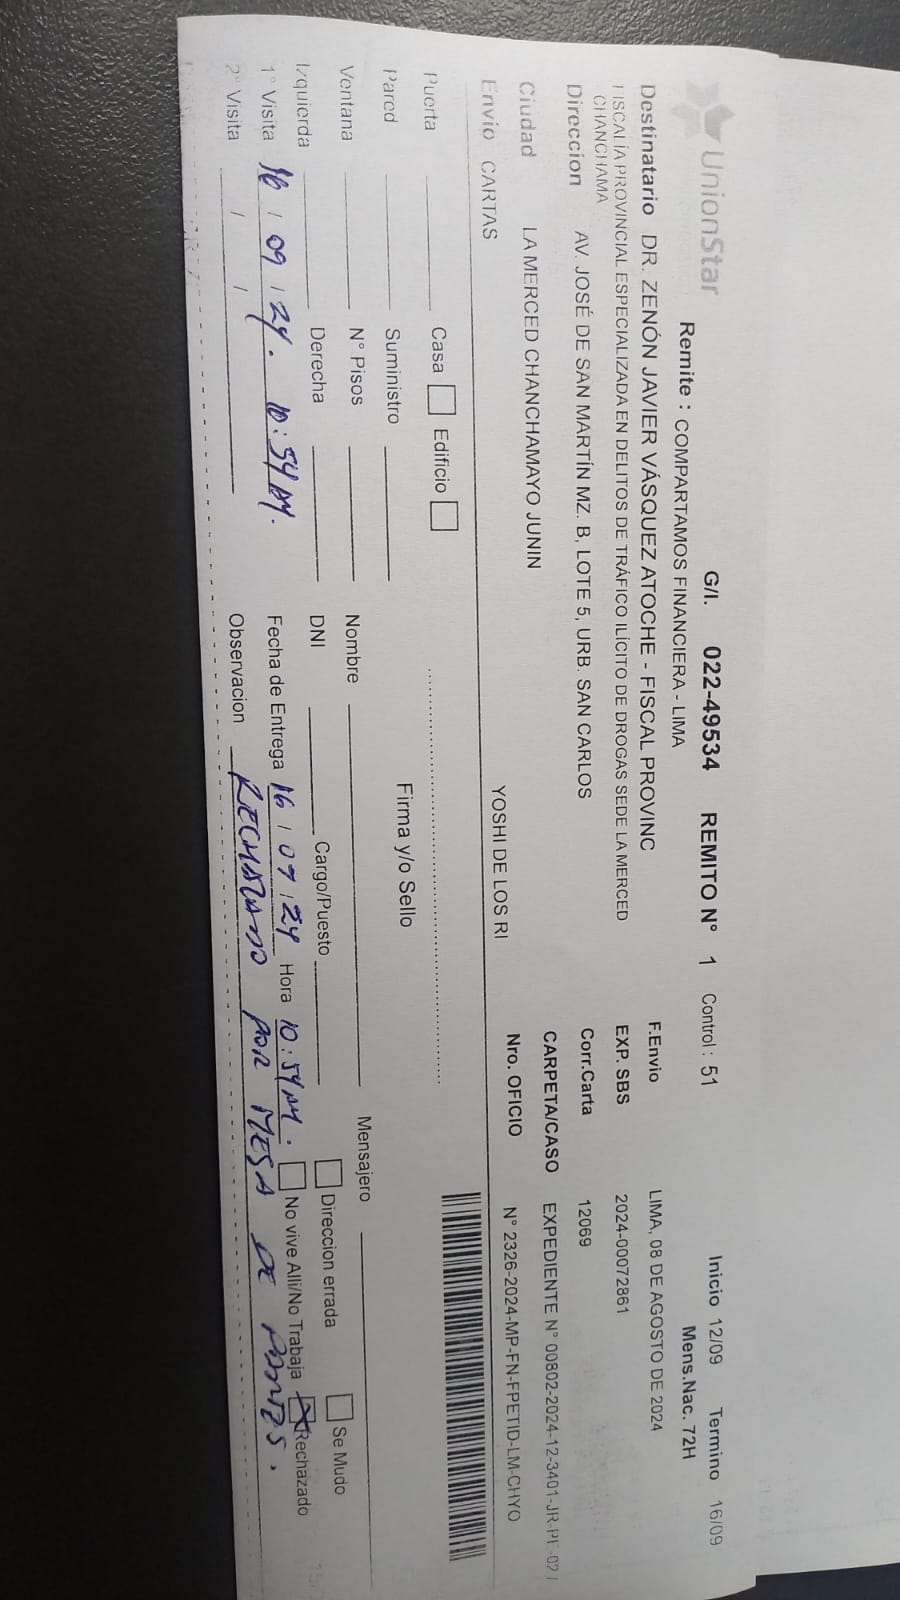 UnionStar
G/I. 022-49534 REMITO N° 1 Control : 51
Inicio 12/09 Termino 16/09
Remite : COMPARTAMOS FINANCIERA - LIMA
Mens.Nac. 72H
Destinatario DR. ZENÓN JAVIER VÁSQUEZ ATOCHE - FISCAL PROVINC
F.Envio LIMA, 08 DE AGOSTO DE 2024
FISCALÍA PROVINCIAL ESPECIALIZADA EN DELITOS DE TRÁFICO ILÍCITO DE DROGAS SEDE LA MERCED
CHANCHAMA
EXP. SBS 2024-00072861
Direccion AV. JOSÉ DE SAN MARTÍN MZ. B, LOTE 5, URB. SAN CARLOS
Corr.Carta 12069
CARPETA/CASO EXPEDIENTE N° 00802-2024-12-3401-JR-PE-02 /
Ciudad LA MERCED CHANCHAMAYO JUNIN
Nro. OFICIO N° 2326-2024-MP-FN-FPETID-LM-CHYO
Envio CARTAS YOSHI DE LOS RI
Puerta Casa Edificio
Pared Suministro Firma y/o Sello
Ventana N° Pisos Nombre Mensajero
Izquierda Derecha DNI Cargo/Puesto Direccion errada Se Mudo
1° Visita 16 / 09 / 24. 10:54 AM. Fecha de Entrega 16 / 09 / 24 Hora 10:54 AM. No vive Alli/No Trabaja Rechazado
2° Visita / / Observacion RECHAZADO POR MESA DE PARTES.